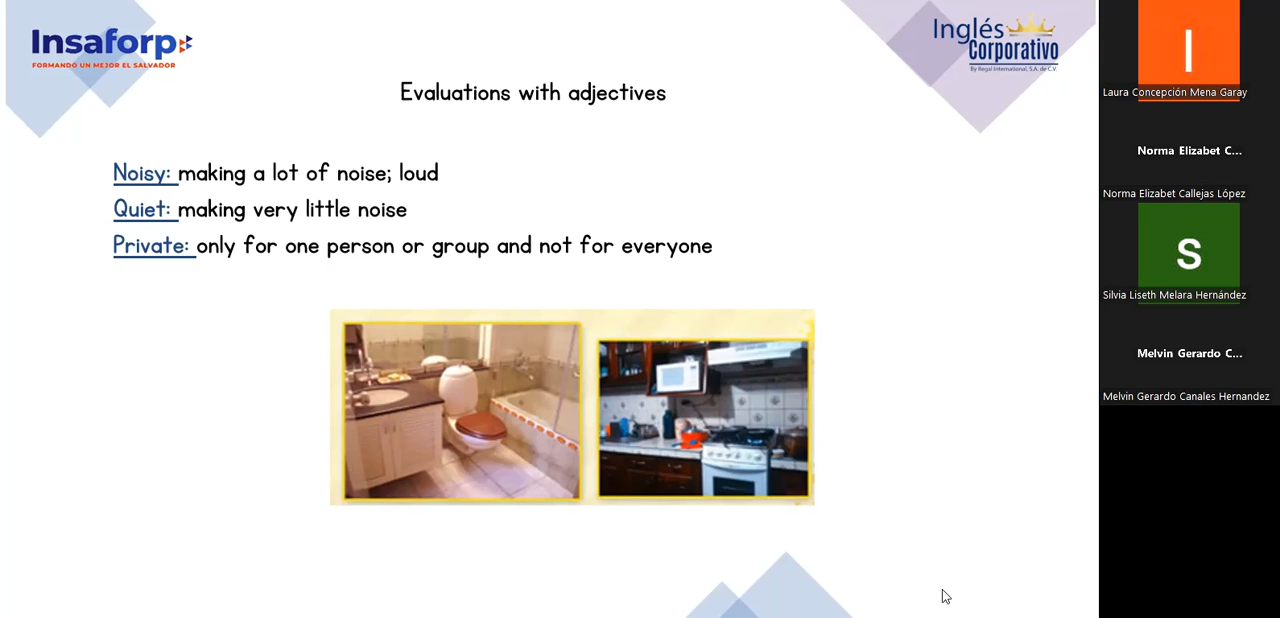 Insaforp
FORMANDO UN MEJOR EL SALVADOR
Inglés
Corporativo
By Regal International, S.A. de C.V.
Evaluations with adjectives
Noisy: making a lot of noise; loud
Quiet: making very little noise
Private: only for one person or group and not for everyone
I
Laura Concepción Mena Garay
Norma Elizabet C...
Norma Elizabet Callejas López
S
Silvia Liseth Melara Hernández
Melvin Gerardo C...
Melvin Gerardo Canales Hernandez